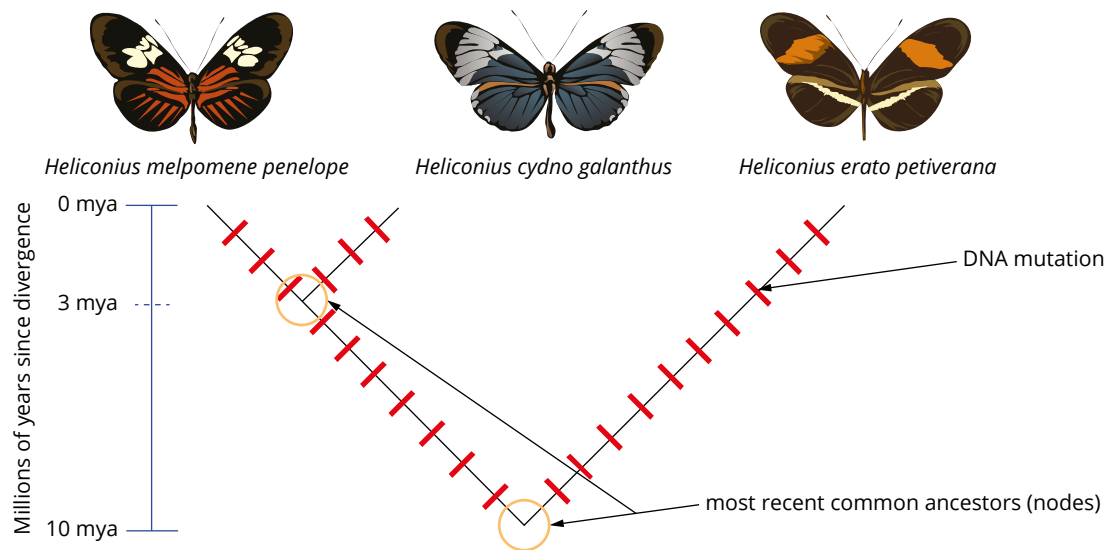 Heliconius melpomene penelope
Heliconius cydno galanthus
Heliconius erato petiverana
Millions of years since divergence
0 mya
3 mya
10 mya
DNA mutation
most recent common ancestors (nodes)